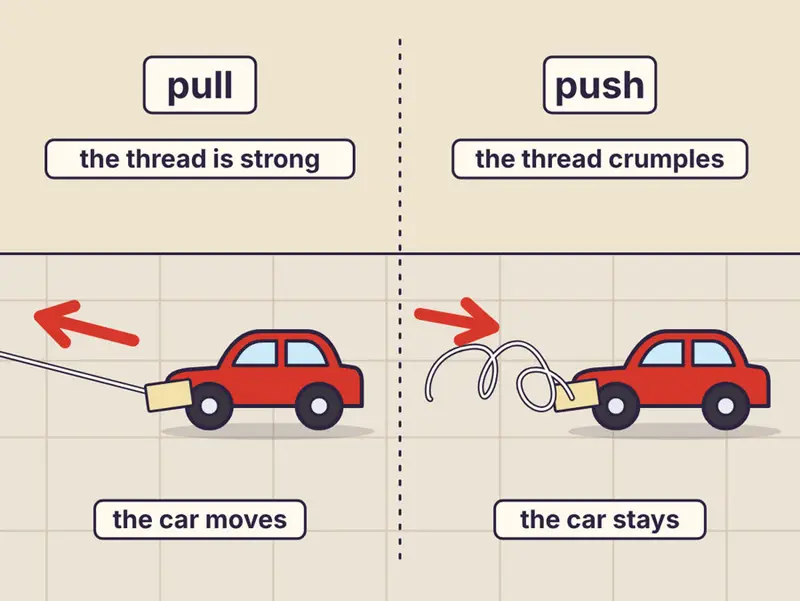 pull
the thread is strong
the car moves
push
the thread crumples
the car stays